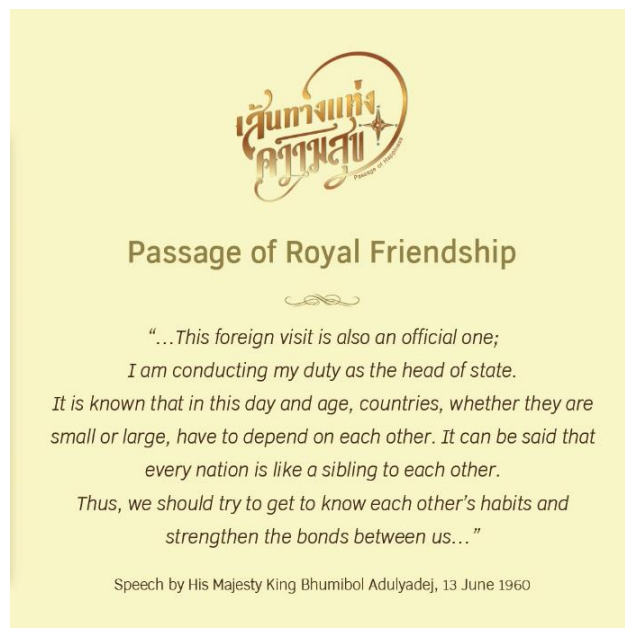 เส้นทางแห่ง
ความสุข
Passage of Happiness
Passage of Royal Friendship
“...This foreign visit is also an official one;
I am conducting my duty as the head of state.
It is known that in this day and age, countries, whether they are
small or large, have to depend on each other. It can be said that
every nation is like a sibling to each other.
Thus, we should try to get to know each other’s habits and
strengthen the bonds between us...”
Speech by His Majesty King Bhumibol Adulyadej, 13 June 1960